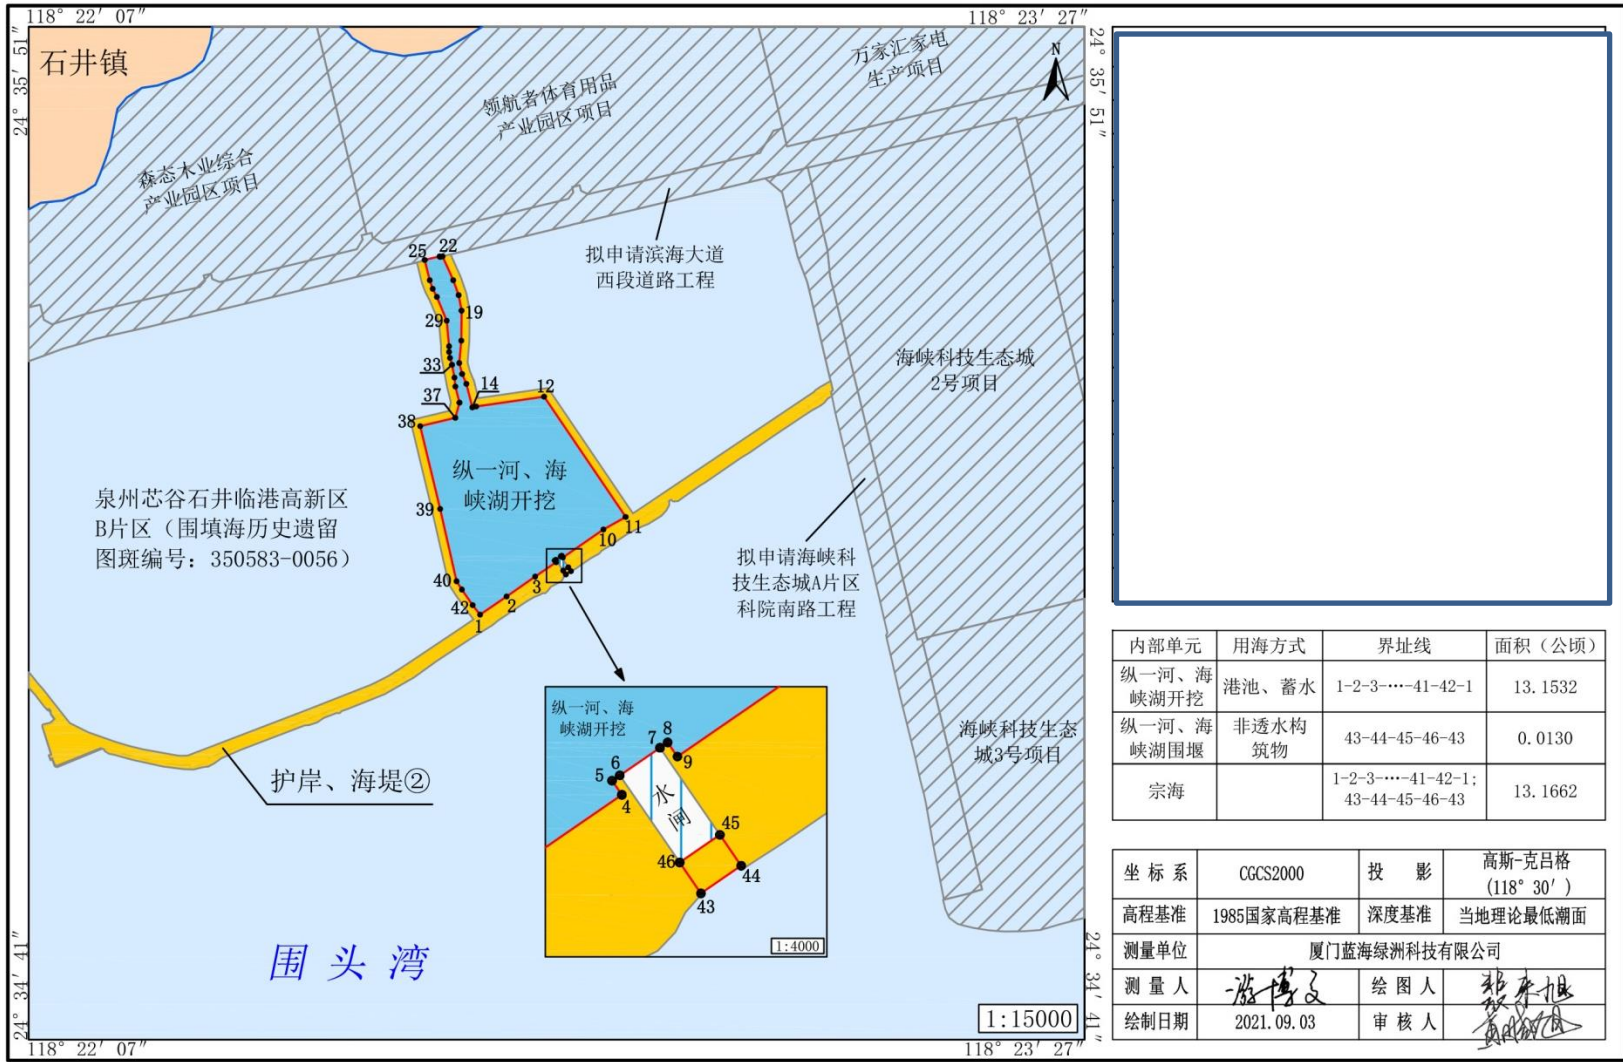 118° 22′ 07″
118° 23′ 27″
24° 35′ 51″
24° 35′ 51″
石井镇
N
万家汇家电
生产项目
领航者体育用品
产业园区项目
森态木业综合
产业园区项目
拟申请滨海大道
西段道路工程
25
22
29
19
33
37
14
12
38
海峡科技生态城
2号项目
纵一河、海
峡湖开挖
泉州芯谷石井临港高新区
B片区（围填海历史遗留
图斑编号：350583-0056）
39
11
10
40
3
42
2
1
拟申请海峡科
技生态城A片区
科院南路工程
海峡科技生态
城3号项目
护岸、海堤②
纵一河、海
峡湖开挖
7
8
9
6
5
4
水
闸
45
46
44
43
1:4000
围头湾
1:15000
24° 34′ 41″
24° 34′ 41″
118° 22′ 07″
118° 23′ 27″
内部单元 用海方式 界址线 面积（公顷）
纵一河、海
峡湖开挖 港池、蓄水 1-2-3-…-41-42-1 13.1532
纵一河、海
峡湖围堰 非透水构
筑物 43-44-45-46-43 0.0130
宗海 1-2-3-…-41-42-1;
43-44-45-46-43 13.1662
坐标系 CGCS2000 投影 高斯-克吕格
(118° 30′)
高程基准 1985国家高程基准 深度基准 当地理论最低潮面
测量单位 厦门蓝海绿洲科技有限公司
测量人 游博文 绘图人
绘制日期 2021.09.03 审核人